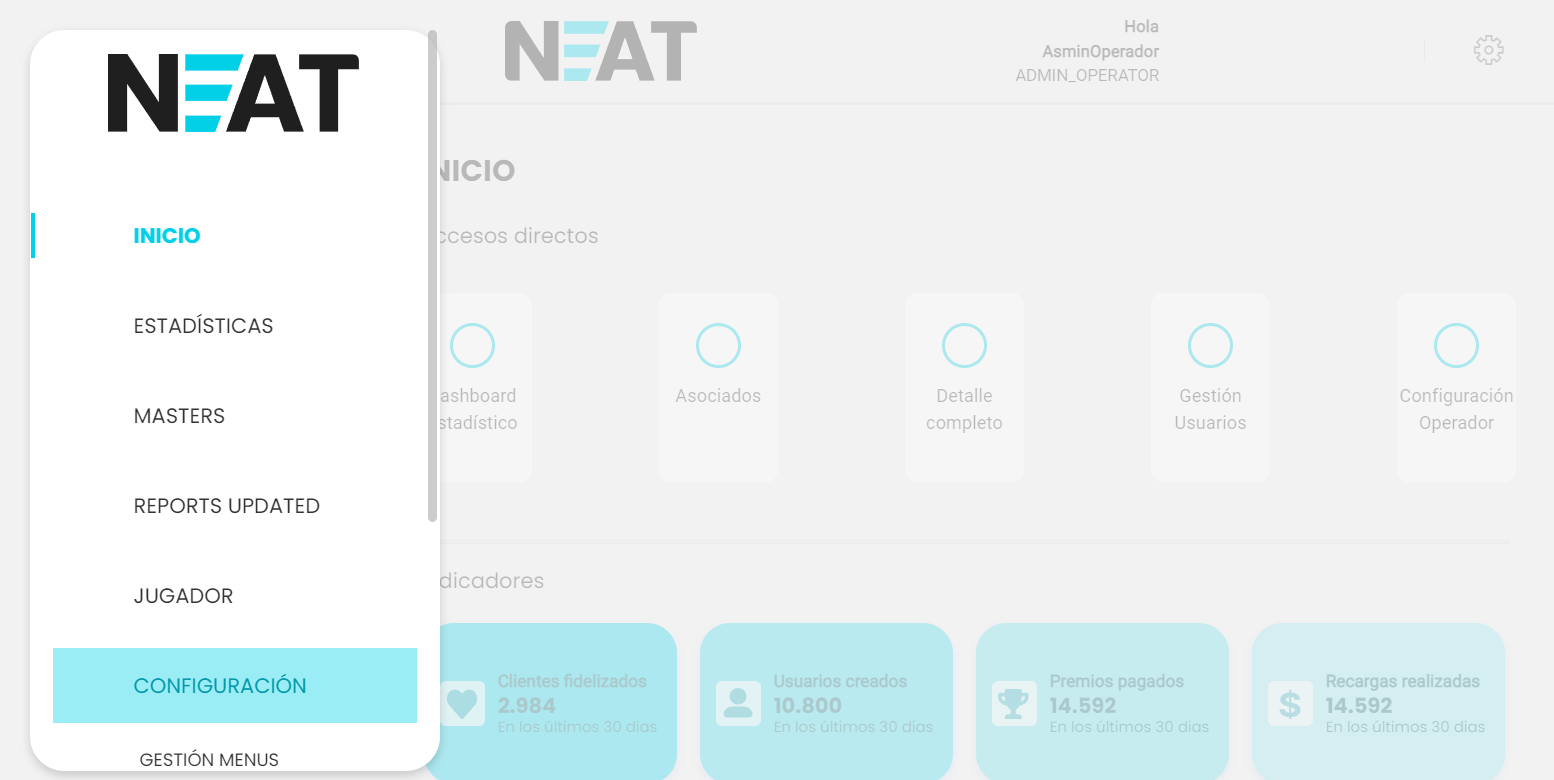 NEAT
INICIO
ESTADÍSTICAS
MASTERS
REPORTS UPDATED
JUGADOR
CONFIGURACIÓN
GESTIÓN MENUS
NEAT
Hola
AsminOperador
ADMIN_OPERATOR
NICIO
ccesos directos
ashboard
stadístico
Asociados
Detalle
completo
Gestión
Usuarios
Configuración
Operador
dicadores
Clientes fidelizados
2.984
En los últimos 30 dias
Usuarios creados
10.800
En los últimos 30 dias
Premios pagados
14.592
En los últimos 30 dias
Recargas realizadas
14.592
En los últimos 30 dias